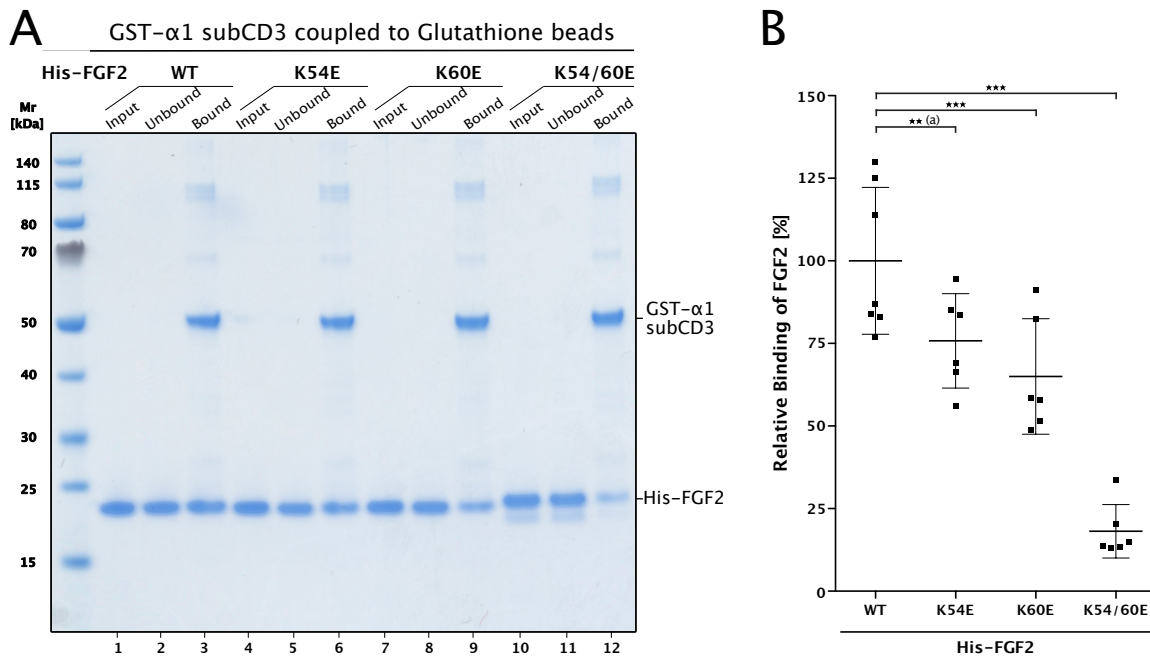 A
GST-α1 subCD3 coupled to Glutathione beads
His-FGF2 WT K54E K60E K54/60E
Mr
[kDa]
Input Unbound Bound Input Unbound Bound Input Unbound Bound Input Unbound Bound
140
115
80
70
50
40
30
25
15
GST-α1
subCD3
His-FGF2
1 2 3 4 5 6 7 8 9 10 11 12
B
★★★
★★★
★★ (a)
Relative Binding of FGF2 [%]
150
125
100
75
50
25
0
WT K54E K60E K54/60E
His-FGF2